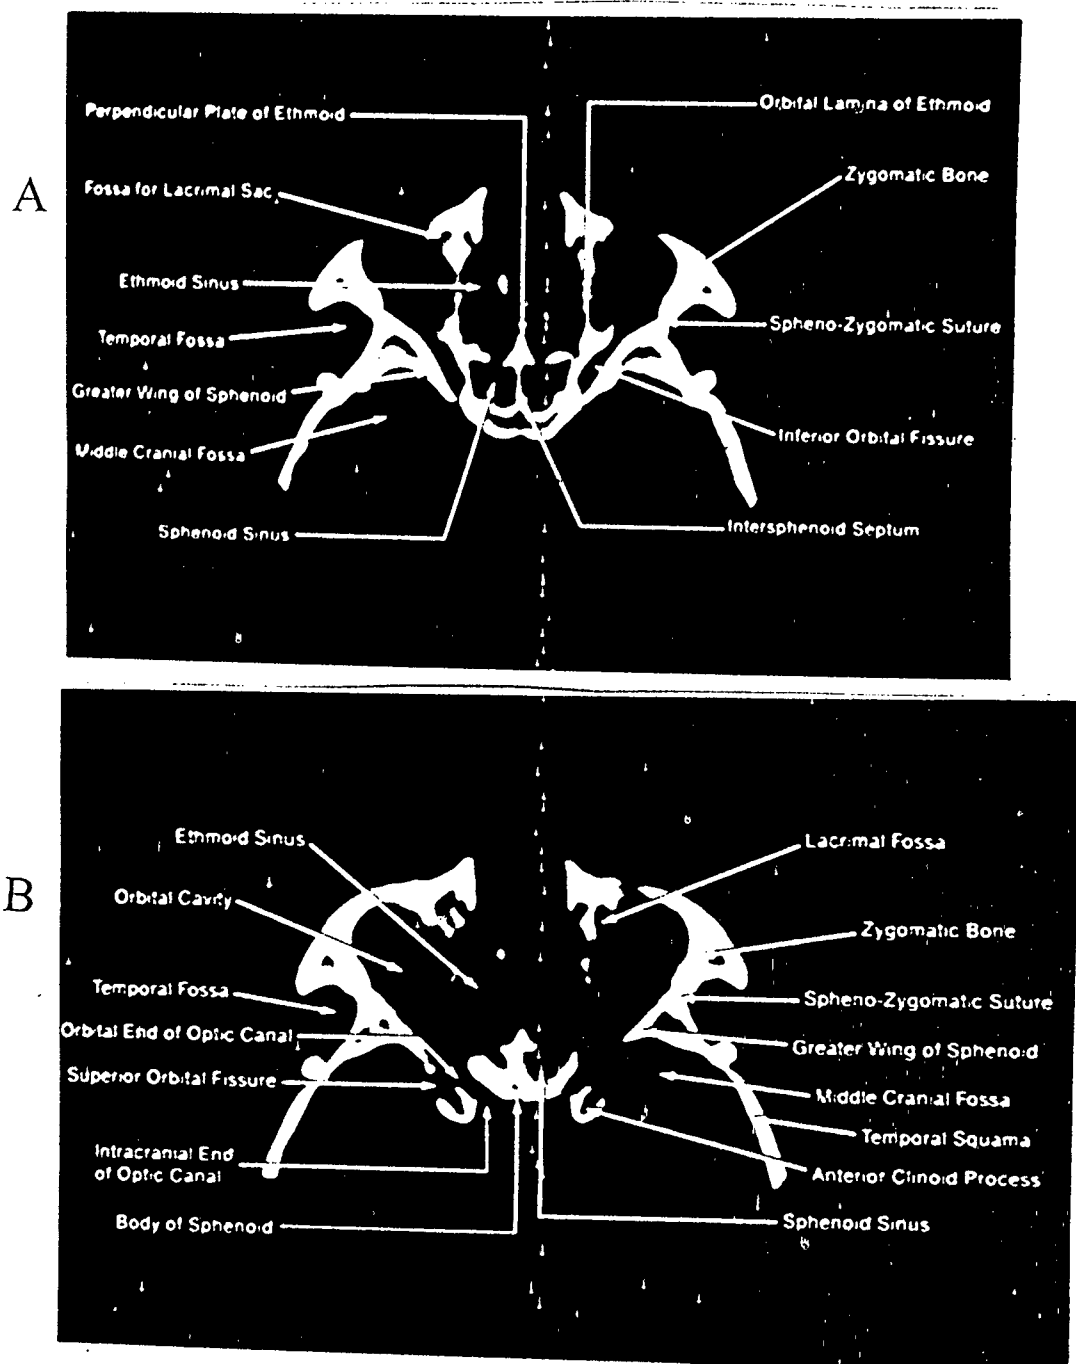 A
Perpendicular Plate of Ethmoid
Orbital Lamina of Ethmoid
Fossa for Lacrimal Sac
Zygomatic Bone
Ethmoid Sinus
Temporal Fossa
Spheno-Zygomatic Suture
Greater Wing of Sphenoid
Inferior Orbital Fissure
Middle Cranial Fossa
Sphenoid Sinus
Intersphenoid Septum
B
Ethmoid Sinus
Lacrimal Fossa
Orbital Cavity
Zygomatic Bone
Temporal Fossa
Spheno-Zygomatic Suture
Orbital End of Optic Canal
Greater Wing of Sphenoid
Superior Orbital Fissure
Middle Cranial Fossa
Temporal Squama
Intracranial End
of Optic Canal
Anterior Clinoid Process
Body of Sphenoid
Sphenoid Sinus